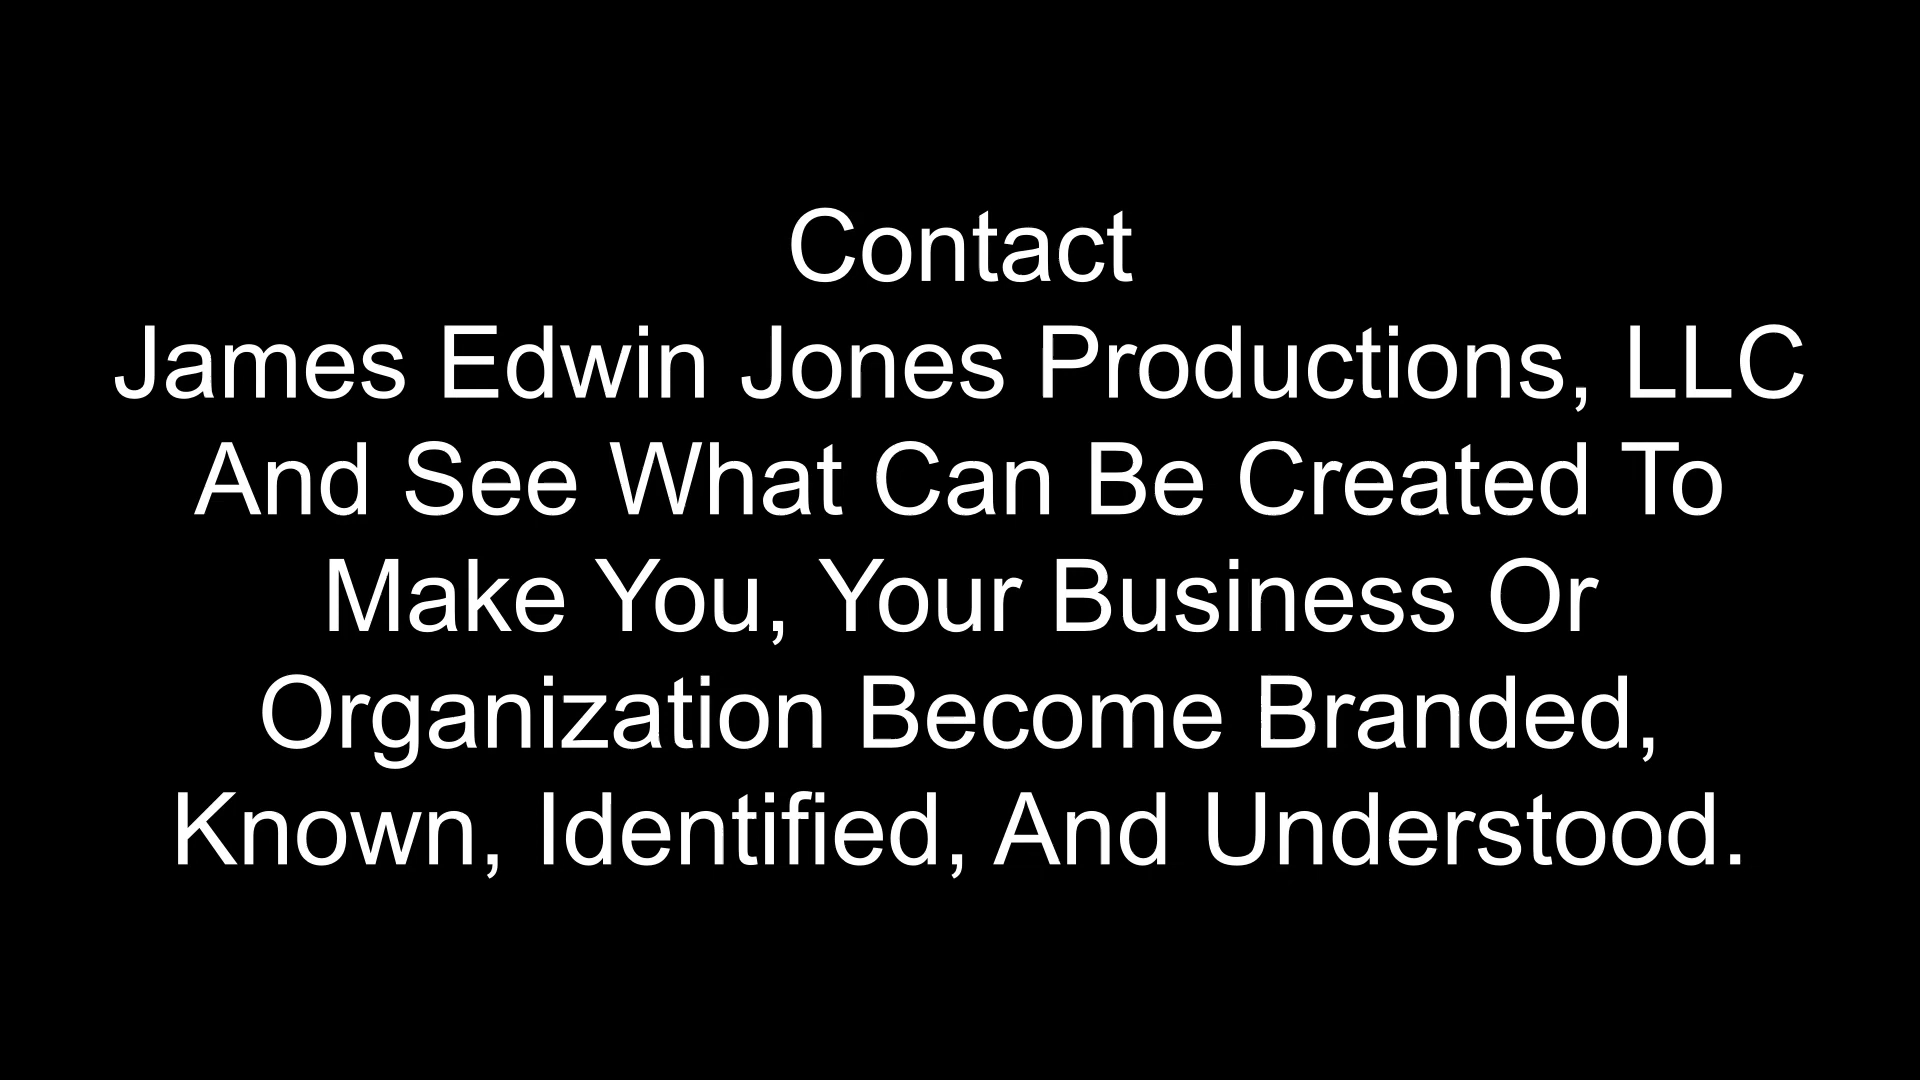 Contact
James Edwin Jones Productions, LLC
And See What Can Be Created To
Make You, Your Business Or
Organization Become Branded,
Known, Identified, And Understood.